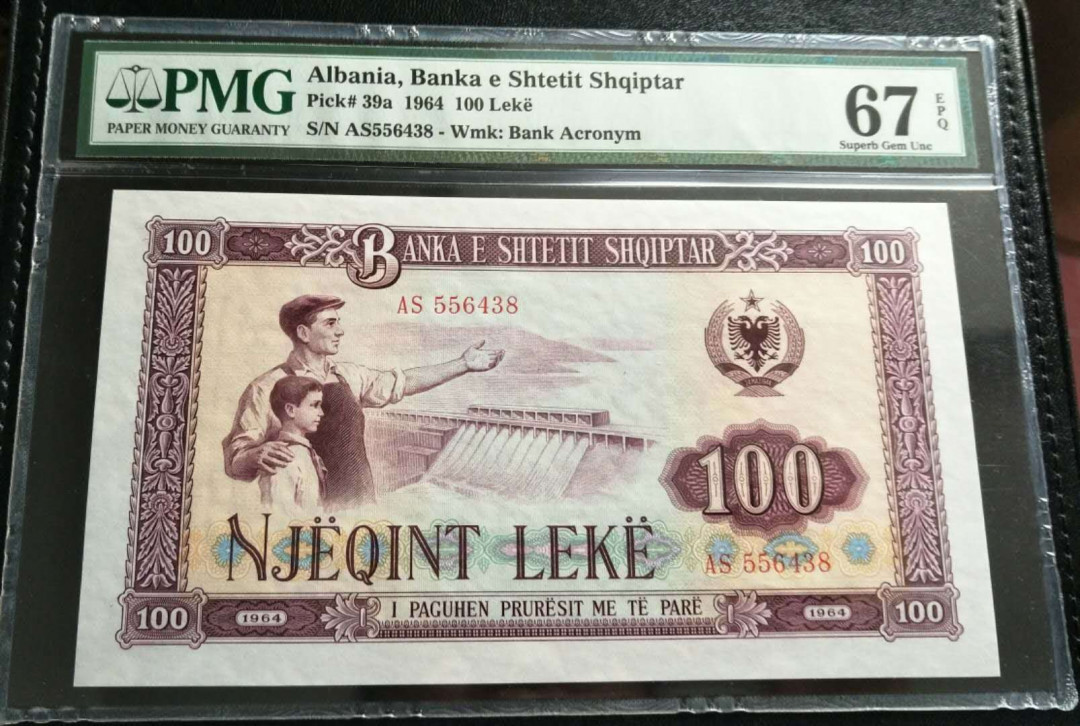 PMG
PAPER MONEY GUARANTY
Albania, Banka e Shtetit Shqiptar
Pick# 39a 1964 100 Lekë
S/N AS556438 - Wmk: Bank Acronym
67 EPQ
Superb Gem Unc
100 BANKA E SHTETIT SHQIPTAR 100
AS 556438
100
NJËQINT LEKË
AS 556438
I PAGUHEN PRURËSIT ME TË PARË
100 1964 1964 100